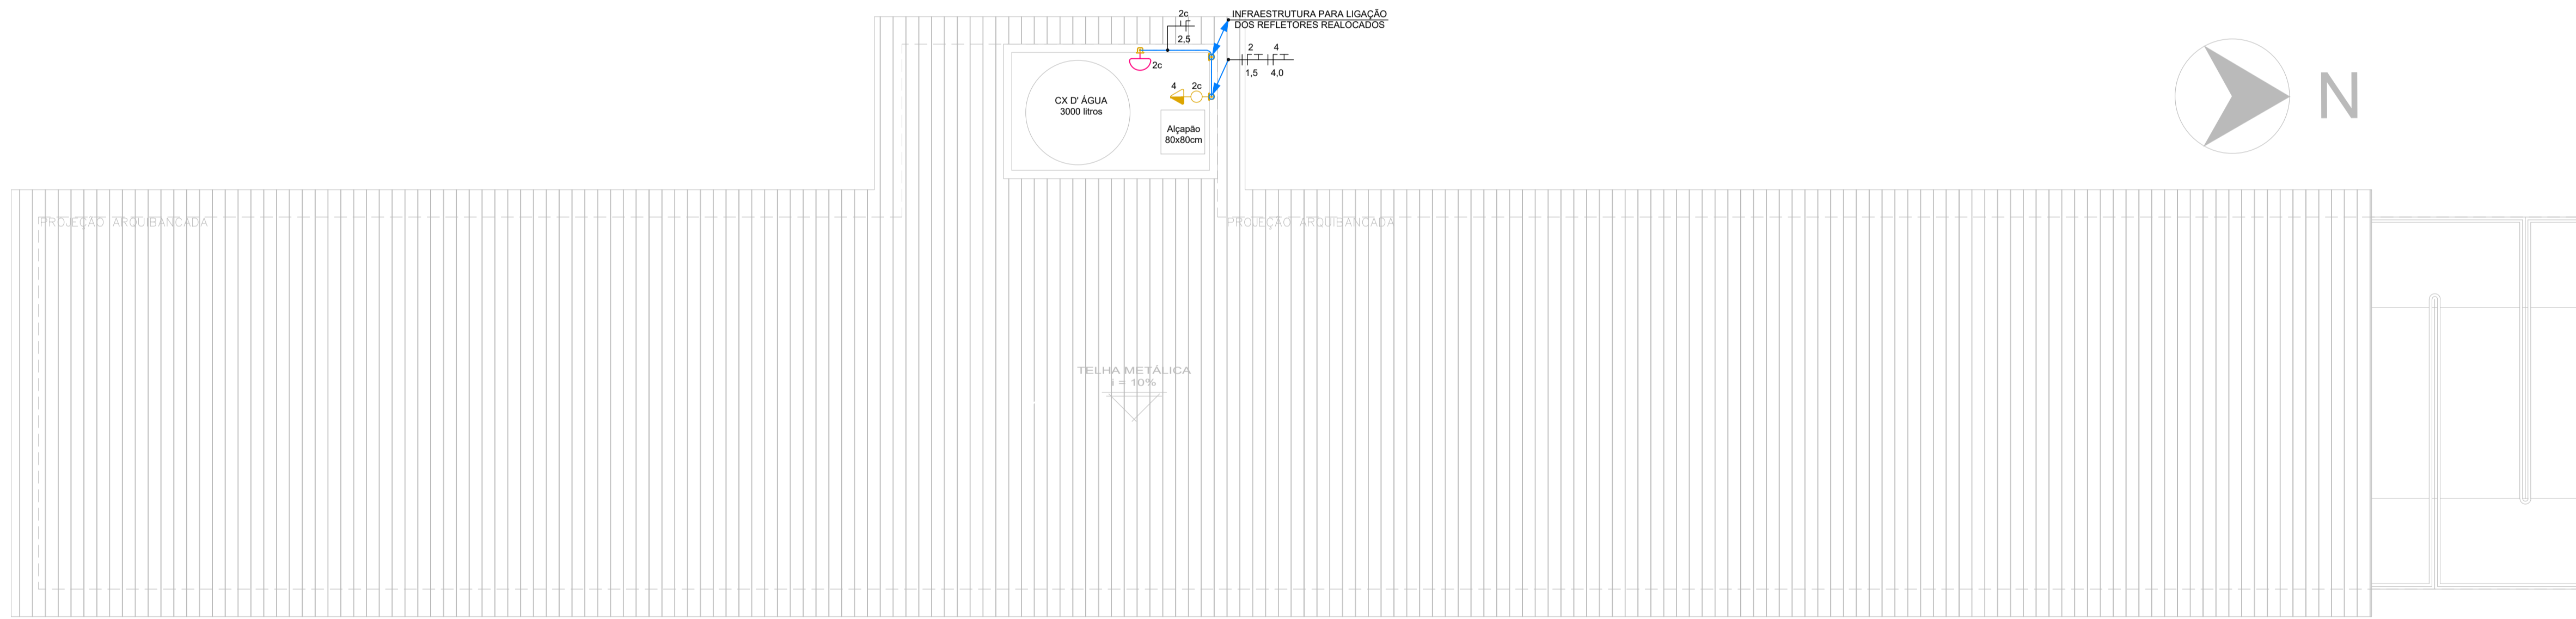 2c
2,5
INFRAESTRUTURA PARA LIGAÇÃO
DOS REFLETORES REALOCADOS
2 4
1,5 4,0
2c
4 2c
CX D' ÁGUA
3000 litros
Alçapão
80x80cm
N
PROJEÇÃO ARQUIBANCADA
PROJEÇÃO ARQUIBANCADA
TELHA METÁLICA
i = 10%